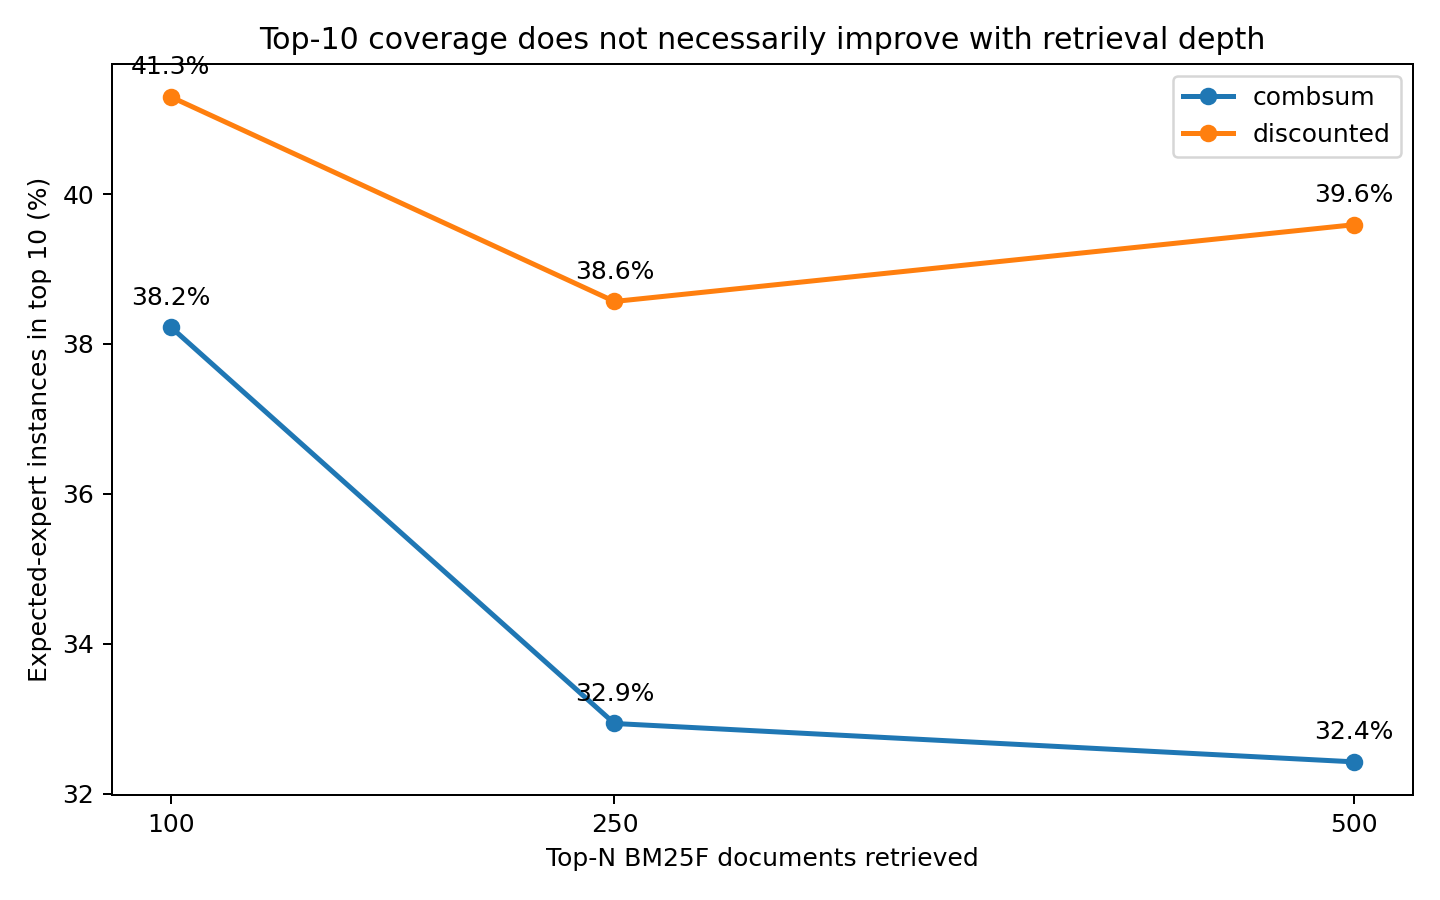 Top-10 coverage does not necessarily improve with retrieval depth
41.3%
combsum
discounted
40
39.6%
38.6%
38.2%
38
36
34
32.9%
32.4%
32
100
250
500
Expected-expert instances in top 10 (%)
Top-N BM25F documents retrieved